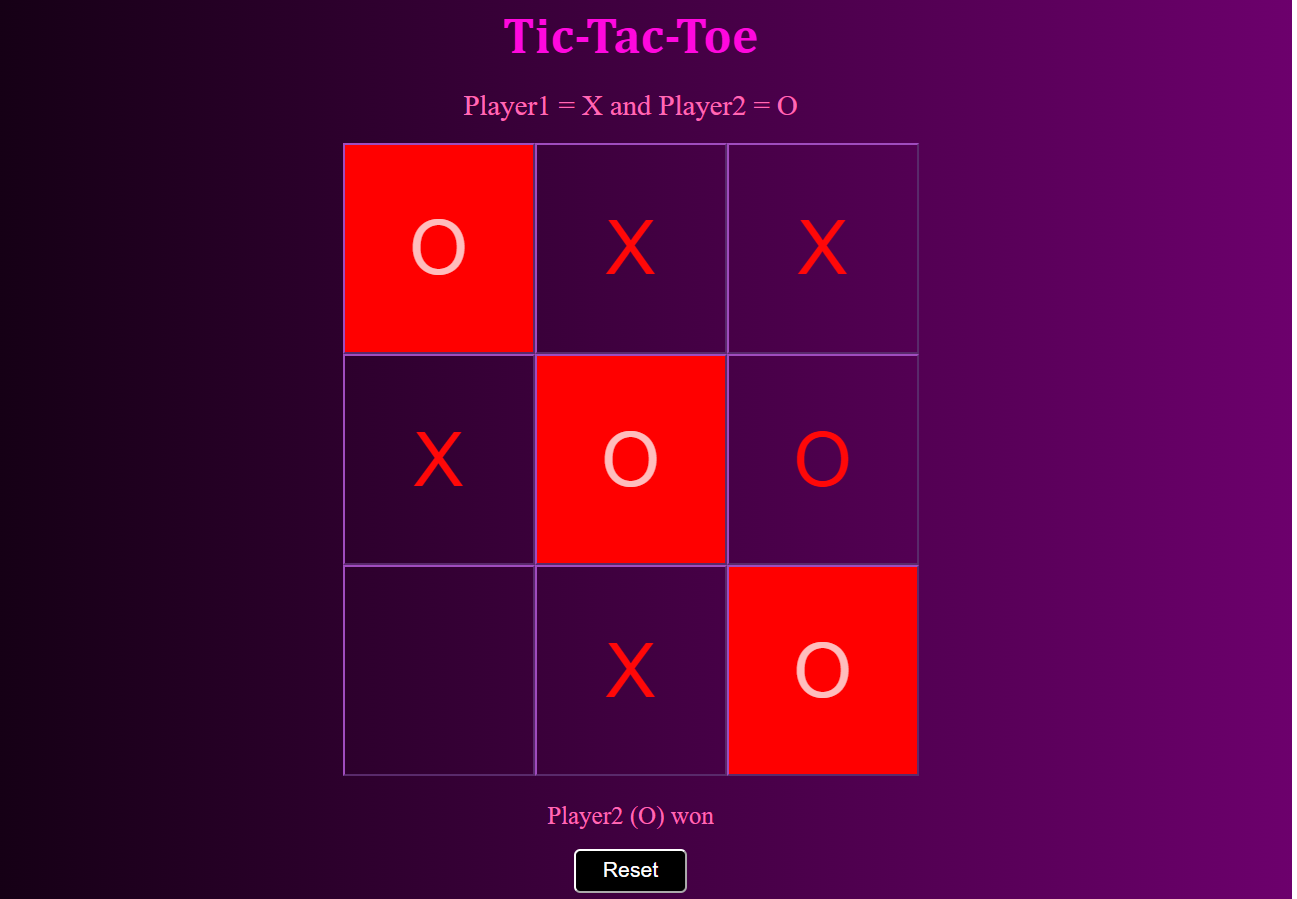 Tic-Tac-Toe
Player1 = X and Player2 = O
O X X
X O O
X O
Player2 (O) won
Reset